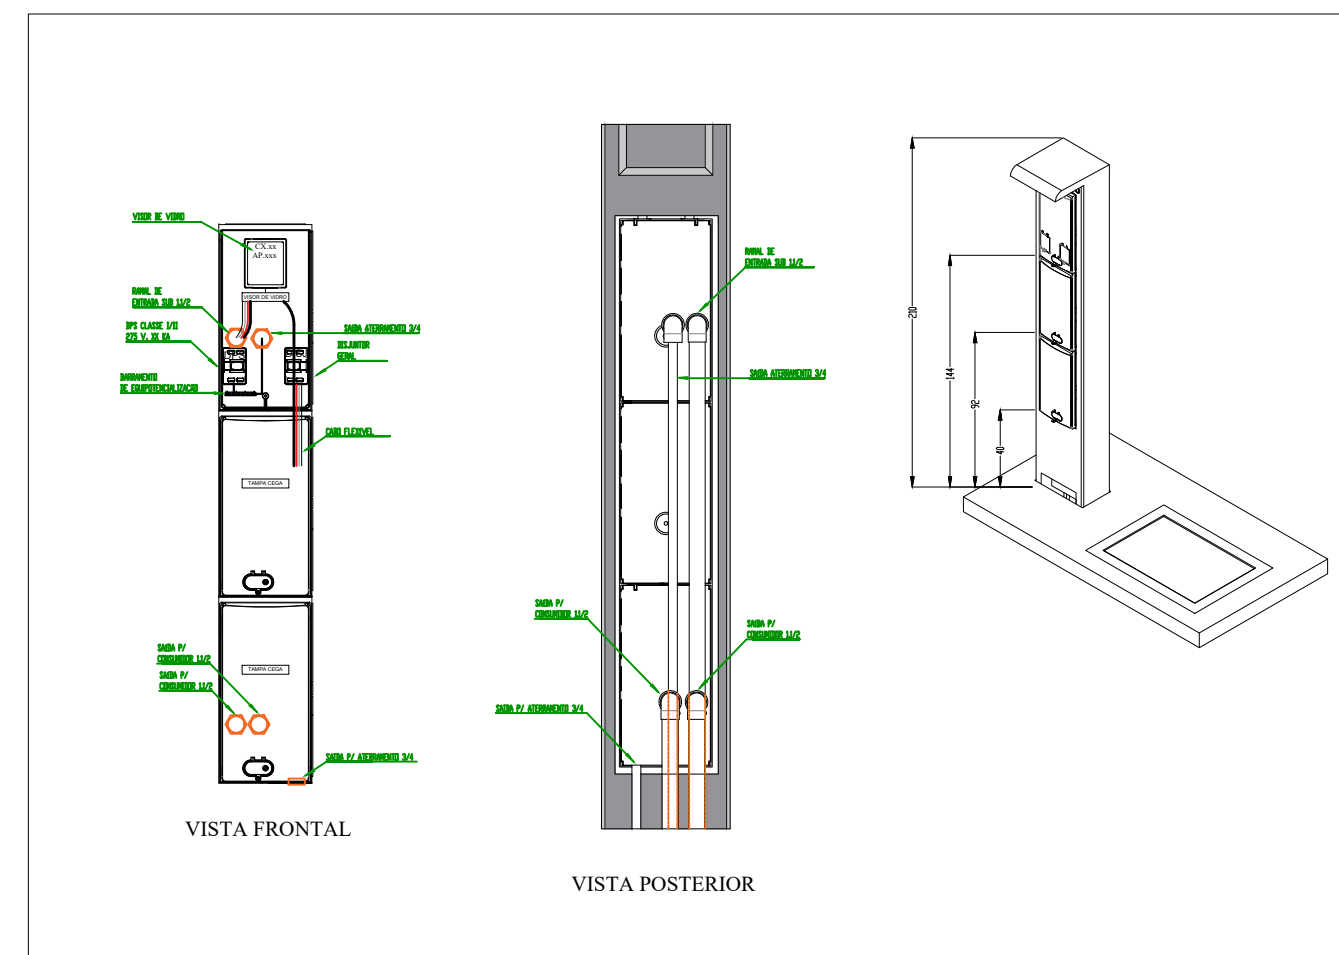 VISOR DE VIDRO
CX.xx
AP.xxx
VISOR DE VIDRO
RAMAL DE
ENTRADA SUB 11/2
DPS CLASSE I/II
275 V. XX KA
BARRAMENTO
DE EQUIPOTENCIALIZACAO
SAIDA ATERRAMENTO 3/4
DISJUNTOR
GERAL
CABO FLEXIVEL
TAMPA CEGA
SAIDA P/
CONSUMIDOR 11/2
SAIDA P/
CONSUMIDOR 11/2
TAMPA CEGA
SAIDA P/ ATERRAMENTO 3/4
VISTA FRONTAL
RAMAL DE
ENTRADA SUB 11/2
SAIDA ATERRAMENTO 3/4
SAIDA P/
CONSUMIDOR 11/2
SAIDA P/
CONSUMIDOR 11/2
SAIDA P/ ATERRAMENTO 3/4
VISTA POSTERIOR
210
144
92
40